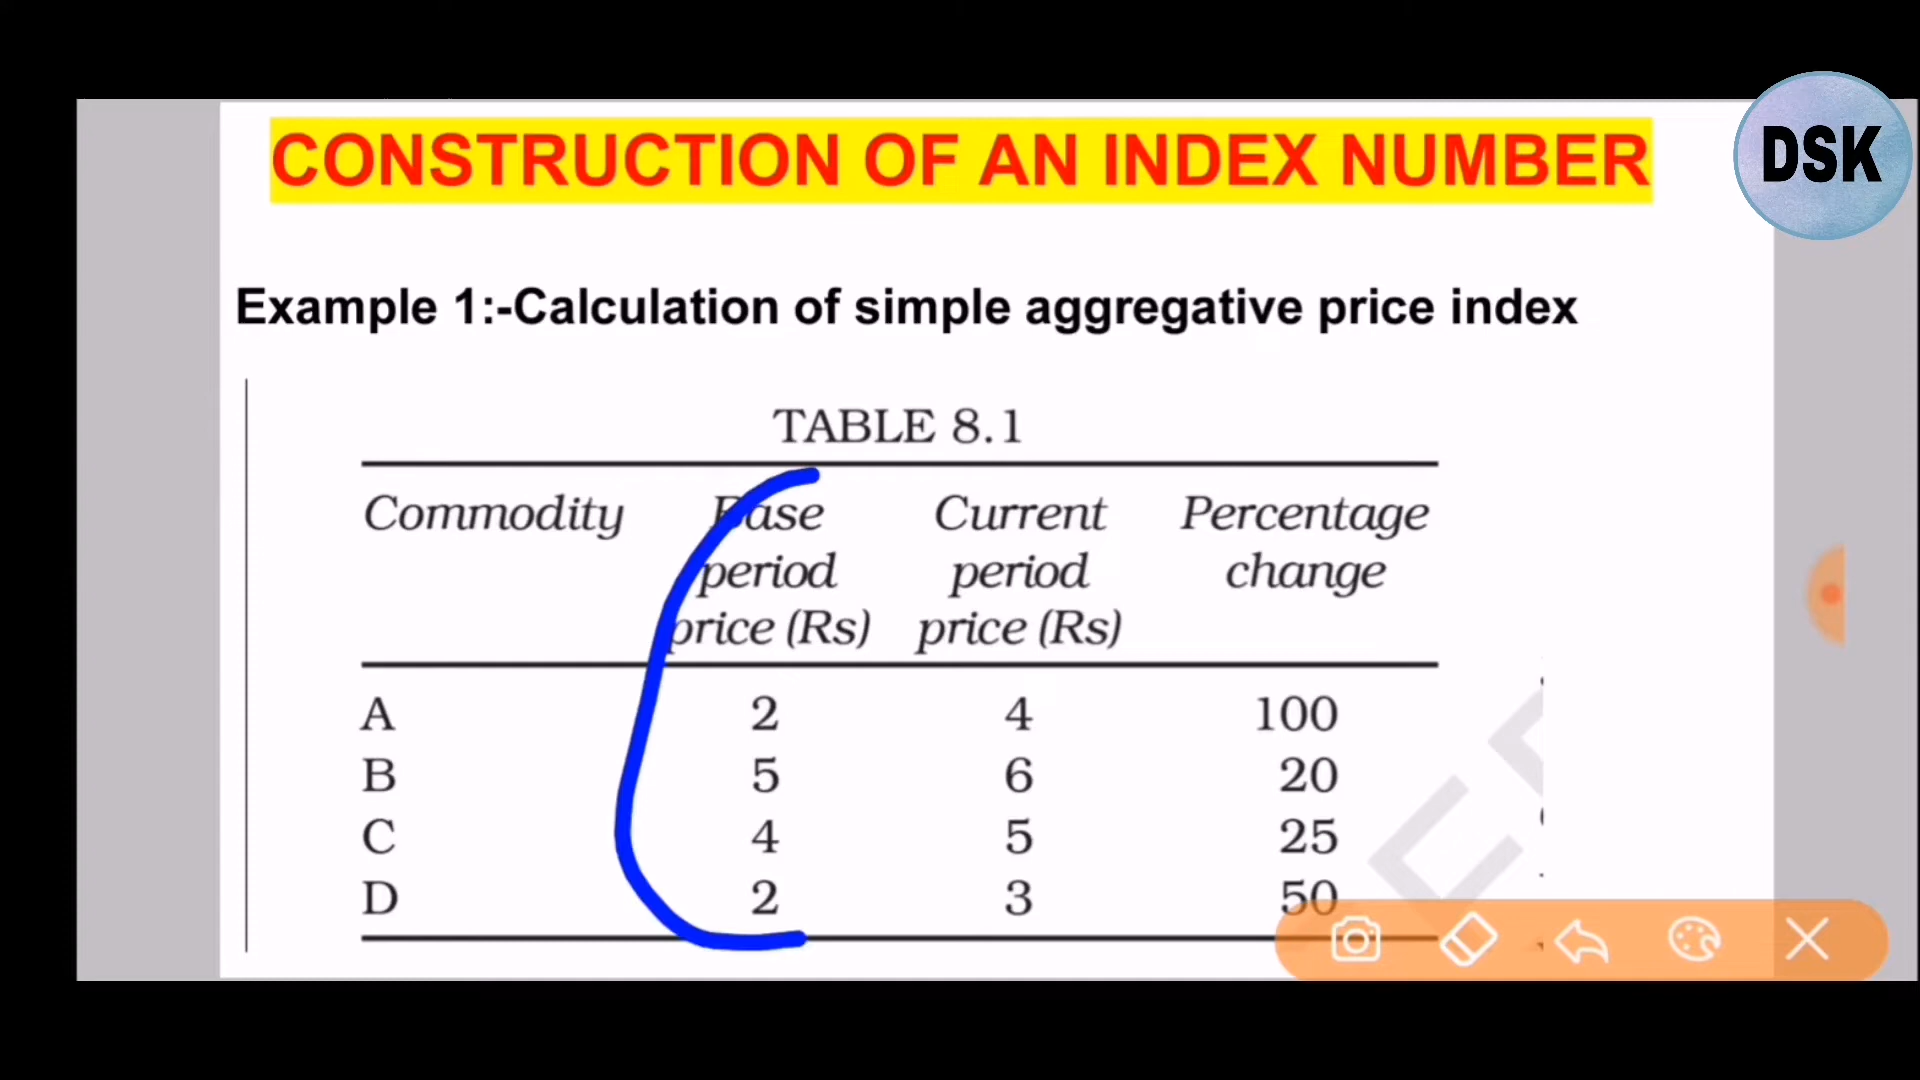 CONSTRUCTION OF AN INDEX NUMBER
DSK
Example 1:-Calculation of simple aggregative price index
TABLE 8.1
Commodity Base Current Percentage
period period change
price (Rs) price (Rs)
A 2 4 100
B 5 6 20
C 4 5 25
D 2 3 50